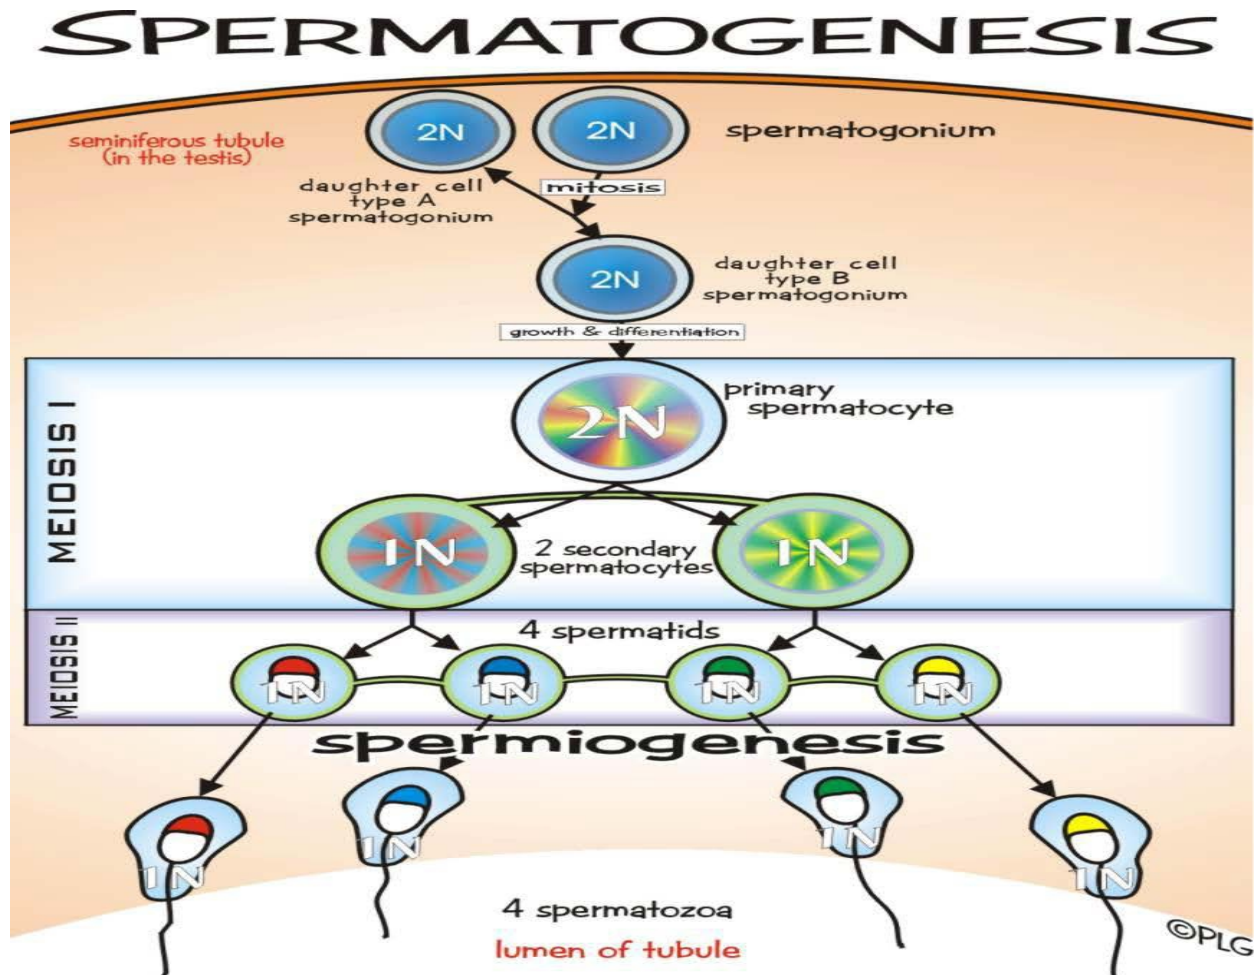 SPERMATOGENESIS
seminiferous tubule
(in the testis)
2N
2N
spermatogonium
daughter cell
type A
spermatogonium
mitosis
2N
daughter cell
type B
spermatogonium
growth & differentiation
MEIOSIS I
2N
primary
spermatocyte
1N
2 secondary
spermatocytes
1N
MEIOSIS II
4 spermatids
1N
1N
1N
1N
spermiogenesis
1N
1N
1N
1N
4 spermatozoa
lumen of tubule
©PLG